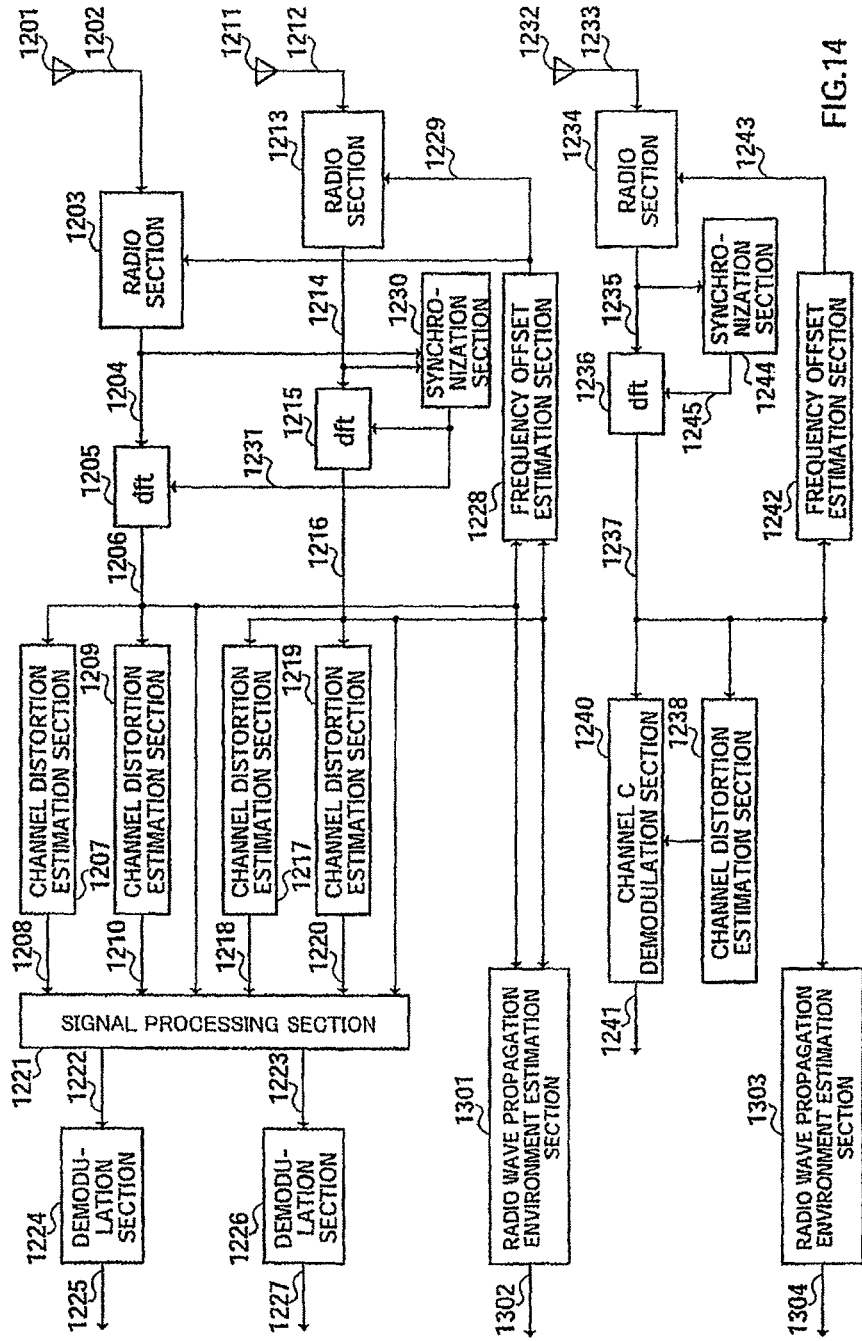 1201
1202
1203
RADIO
SECTION
1204
1205
dft
1206
CHANNEL DISTORTION
ESTIMATION SECTION
1207
1208
1209
CHANNEL DISTORTION
ESTIMATION SECTION
1210
1211
1212
1213
RADIO
SECTION
1229
1214
1230
SYNCHRO-
NIZATION
SECTION
1215
dft
1231
1216
CHANNEL DISTORTION
ESTIMATION SECTION
1217
1218
1219
CHANNEL DISTORTION
ESTIMATION SECTION
1220
SIGNAL PROCESSING SECTION
1221
1222
1223
1224
DEMODU-
LATION
SECTION
1225
1226
DEMODU-
LATION
SECTION
1227
1228
FREQUENCY OFFSET
ESTIMATION SECTION
1301
RADIO WAVE PROPAGATION
ENVIRONMENT ESTIMATION
SECTION
1302
1232
1233
1234
RADIO
SECTION
1243
1235
SYNCHRO-
NIZATION
SECTION
1244
1245
1236
dft
1237
1240
CHANNEL C
DEMODULATION SECTION
1241
1238
CHANNEL DISTORTION
ESTIMATION SECTION
1242
FREQUENCY OFFSET
ESTIMATION SECTION
1303
RADIO WAVE PROPAGATION
ENVIRONMENT ESTIMATION
SECTION
1304
FIG.14